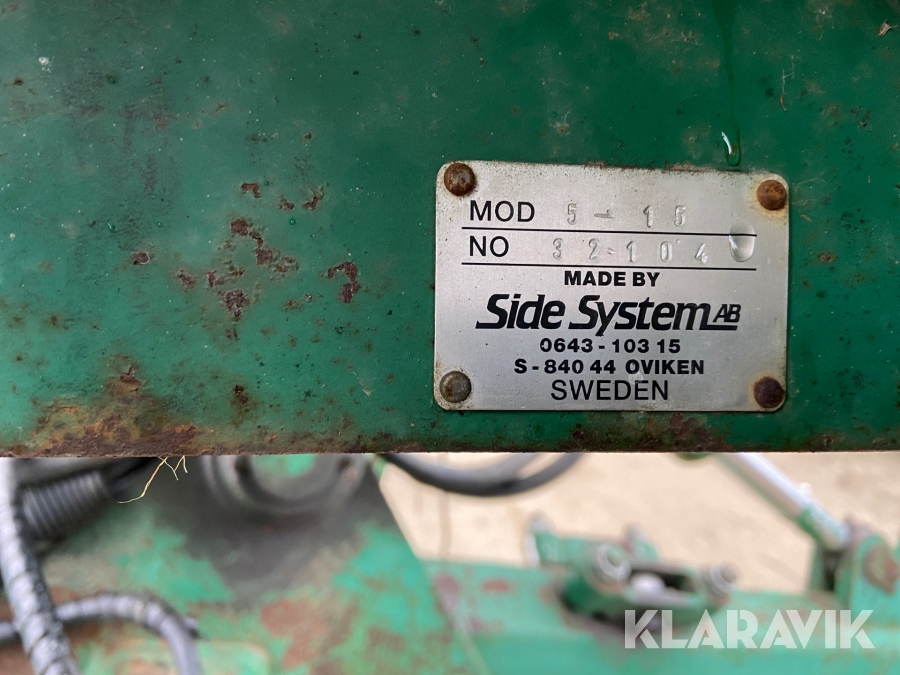 MOD 5-15
NO 32-104
MADE BY
Side System AB
0643-103 15
S-840 44 OVIKEN
SWEDEN
KLARAVIK